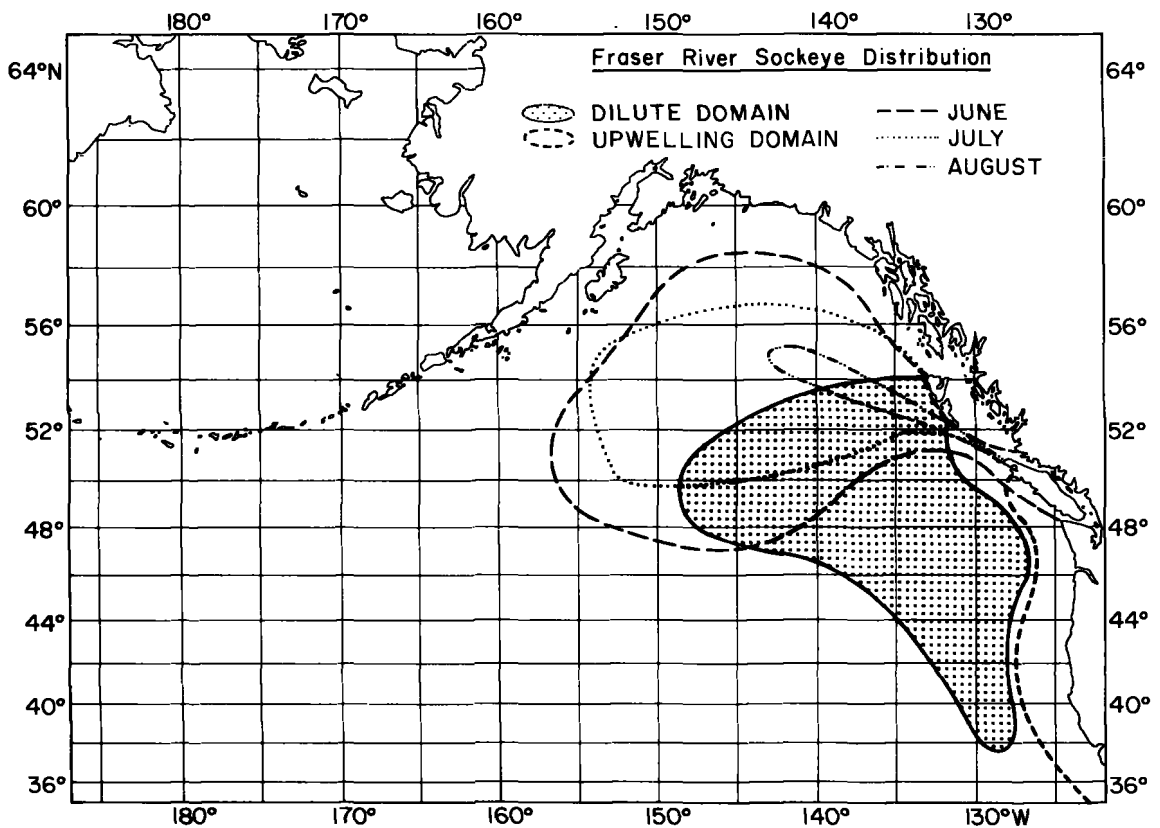 180° 170° 160° 150° 140° 130°
Fraser River Sockeye Distribution
64°N 64°
DILUTE DOMAIN JUNE
UPWELLING DOMAIN JULY
AUGUST
60° 60°
56° 56°
52° 52°
48° 48°
44° 44°
40° 40°
36° 36°
180° 170° 160° 150° 140° 130°W